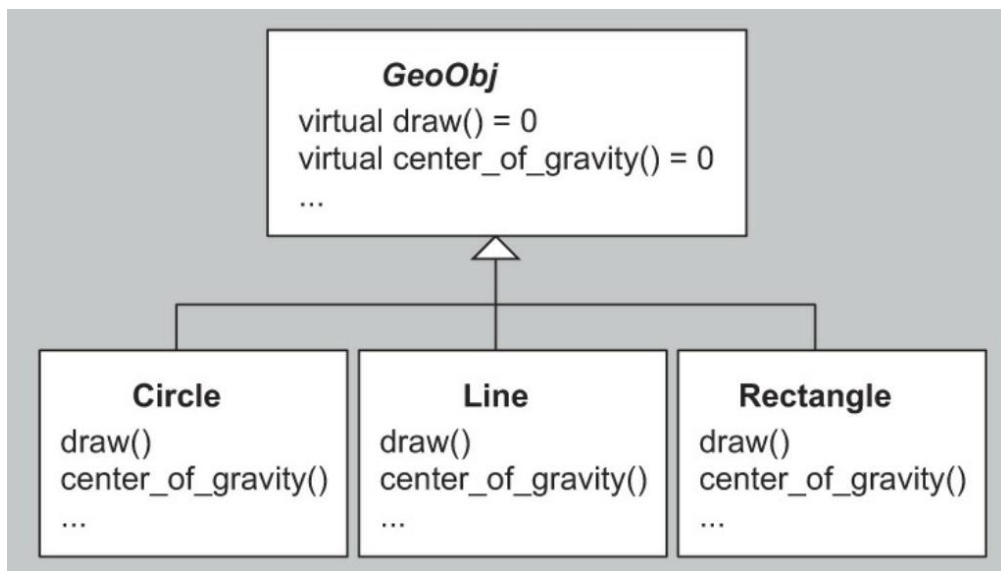 GeoObj
virtual draw() = 0
virtual center_of_gravity() = 0
...
Circle
draw()
center_of_gravity()
...
Line
draw()
center_of_gravity()
...
Rectangle
draw()
center_of_gravity()
...